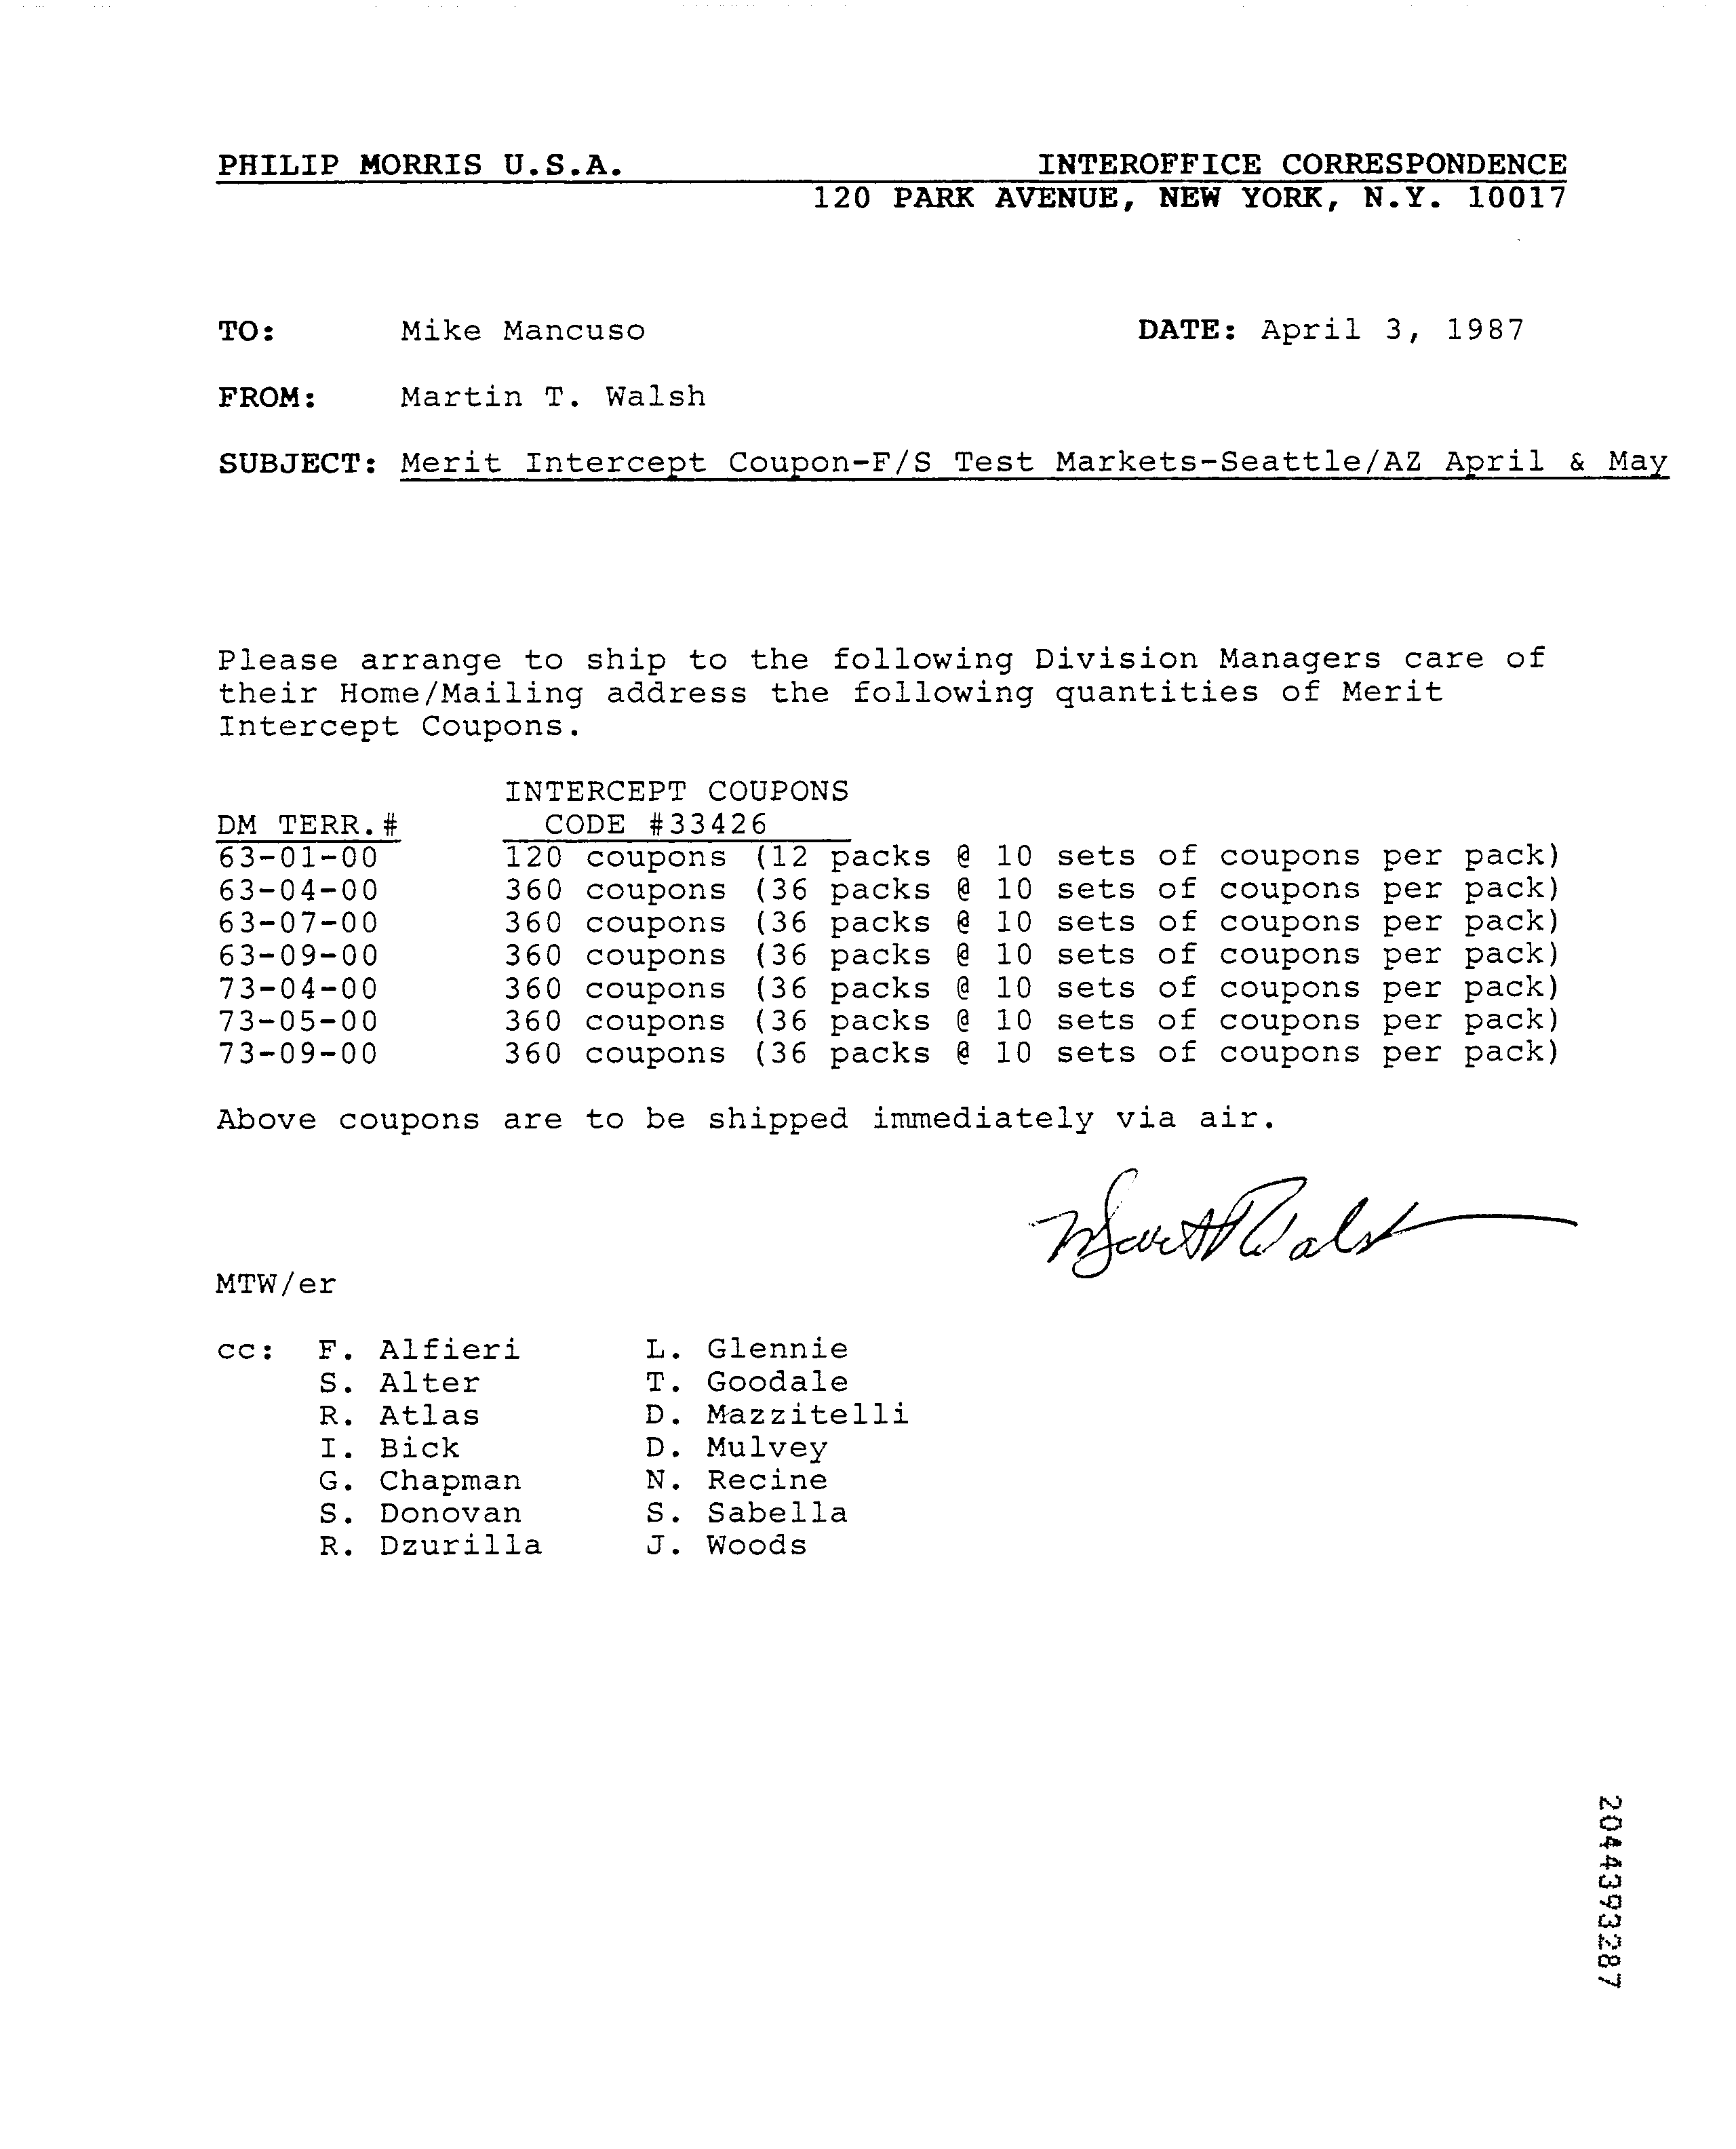 PHILIP MORRIS U.S.A. INTEROFFICE CORRESPONDENCE
120 PARK AVENUE, NEW YORK, N.Y. 10017
TO: Mike Mancuso DATE: April 3, 1987
FROM: Martin T. Walsh
SUBJECT: Merit Intercept Coupon-F/S Test Markets-Seattle/AZ April & May
Please arrange to ship to the following Division Managers care of
their Home/Mailing address the following quantities of Merit
Intercept Coupons.
INTERCEPT COUPONS
DM TERR.# CODE #33426
63-01-00 120 coupons (12 packs @ 10 sets of coupons per pack)
63-04-00 360 coupons (36 packs @ 10 sets of coupons per pack)
63-07-00 360 coupons (36 packs @ 10 sets of coupons per pack)
63-09-00 360 coupons (36 packs @ 10 sets of coupons per pack)
73-04-00 360 coupons (36 packs @ 10 sets of coupons per pack)
73-05-00 360 coupons (36 packs @ 10 sets of coupons per pack)
73-09-00 360 coupons (36 packs @ 10 sets of coupons per pack)
Above coupons are to be shipped immediately via air.
MTW/er
cc: F. Alfieri L. Glennie
S. Alter T. Goodale
R. Atlas D. Mazzitelli
I. Bick D. Mulvey
G. Chapman N. Recine
S. Donovan S. Sabella
R. Dzurilla J. Woods
2044393287